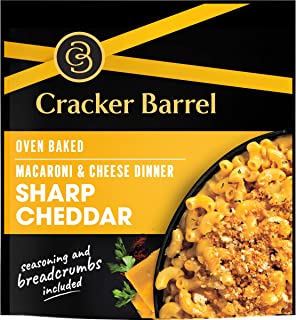 Cracker Barrel
OVEN BAKED
MACARONI & CHEESE DINNER
SHARP
CHEDDAR
seasoning and
breadcrumbs
included